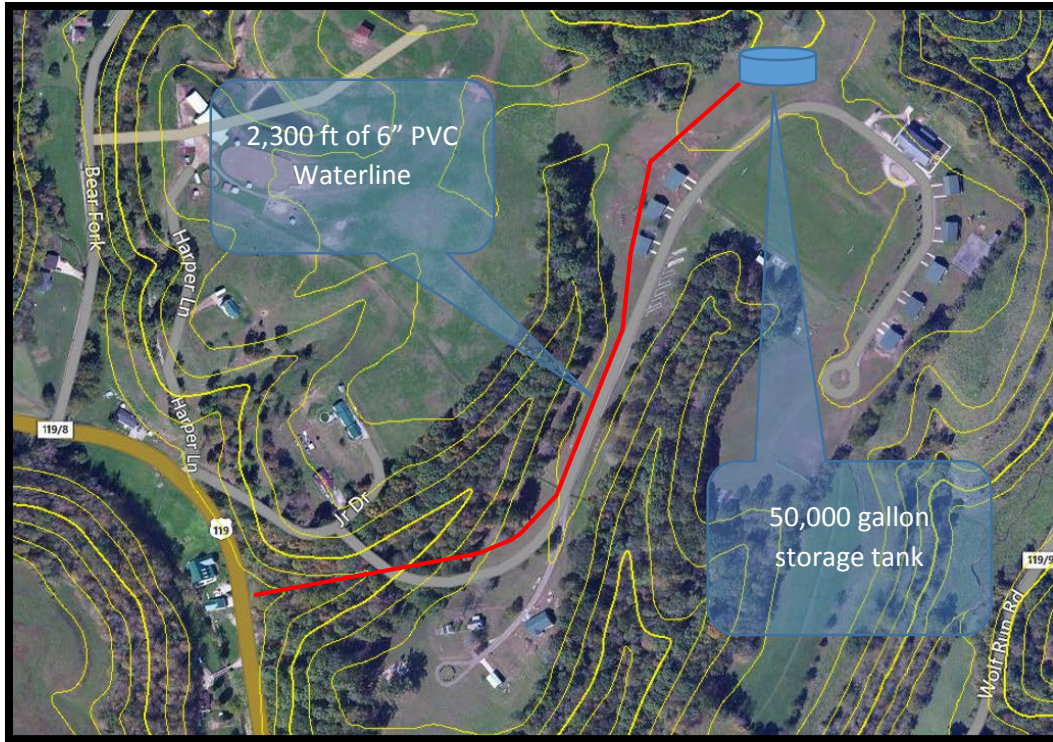 2,300 ft of 6” PVC
Waterline
Bear Fork
Harper Ln
Harper Ln
119/8
Jr Dr
119
50,000 gallon
storage tank
119/9
Wolf Run Rd